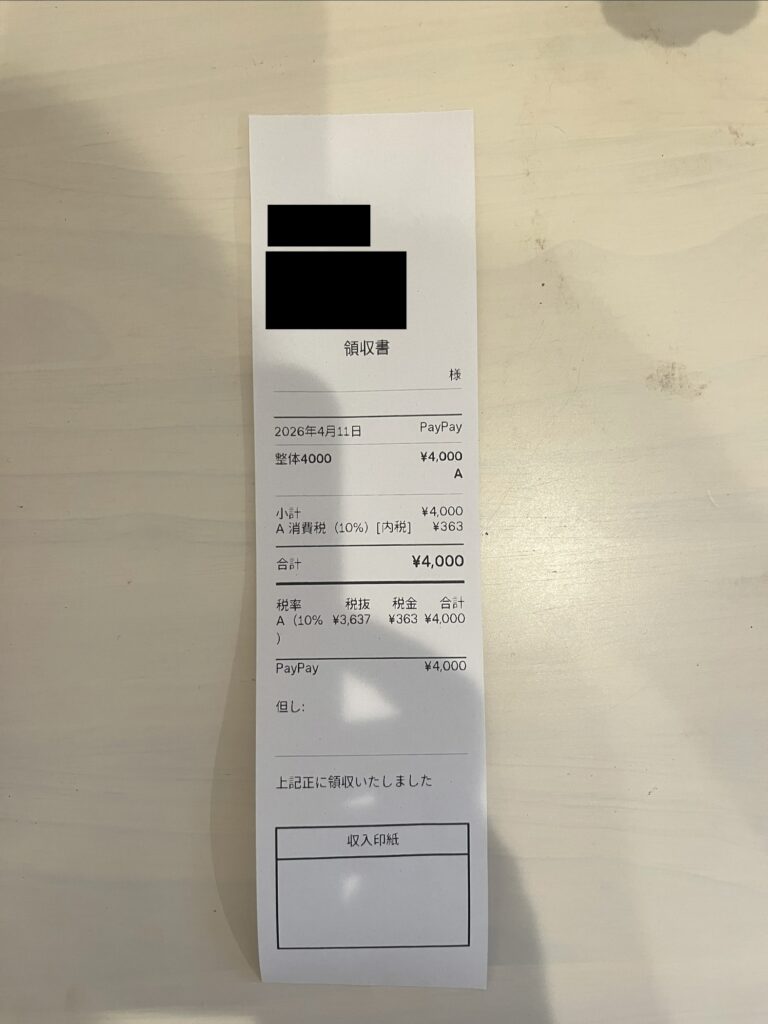 領収書
様
2026年4月11日 PayPay
整体4000 ¥4,000
A
小計 ¥4,000
A 消費税（10%）[内税] ¥363
合計 ¥4,000
税率 税抜 税金 合計
A（10% ¥3,637 ¥363 ¥4,000
）
PayPay ¥4,000
但し:
上記正に領収いたしました
収入印紙